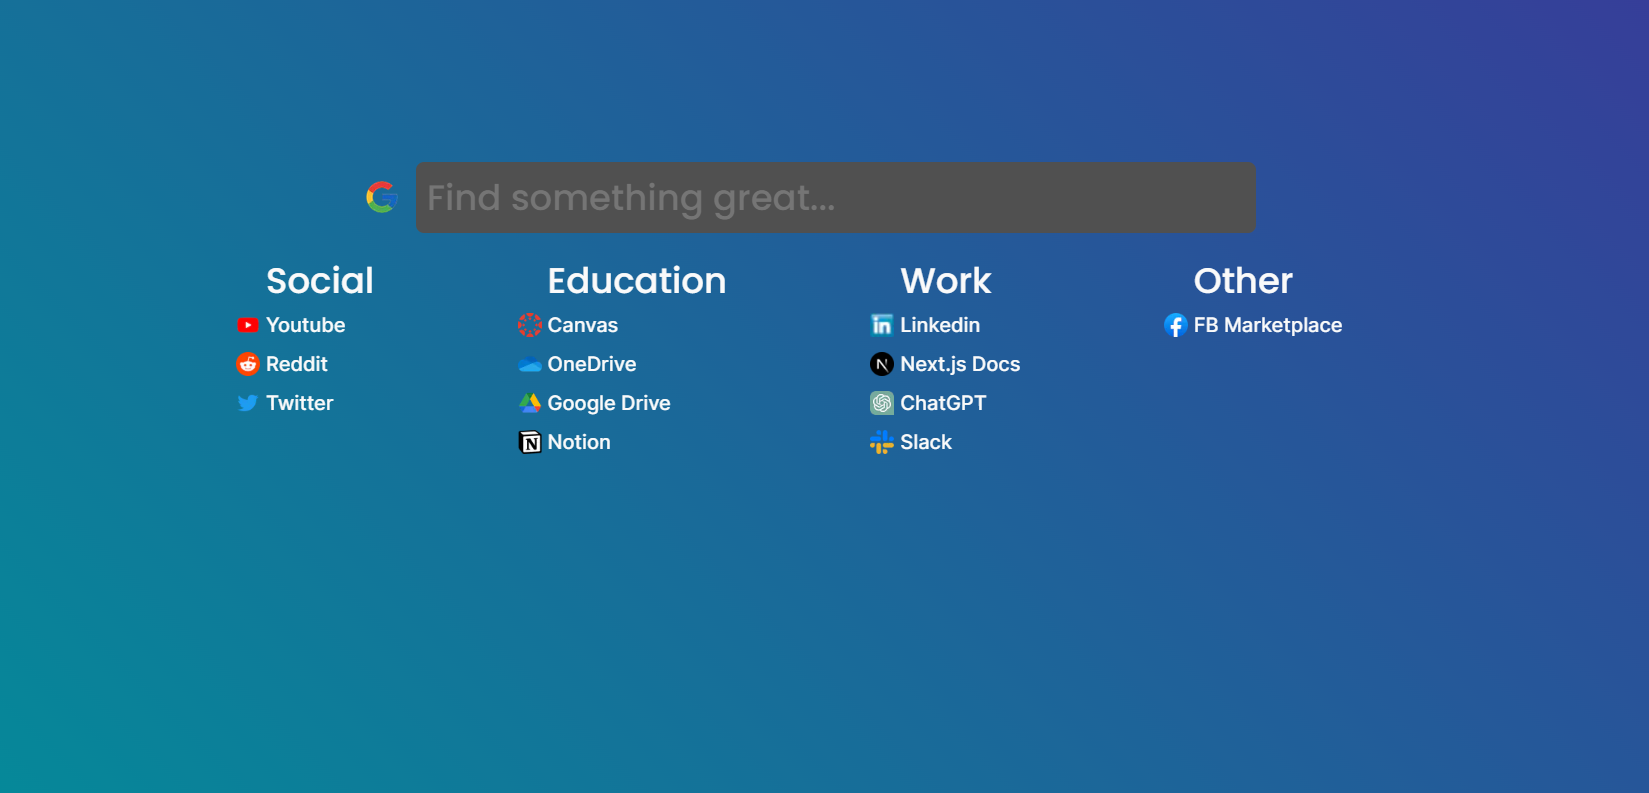 Find something great...
Social
Youtube
Reddit
Twitter
Education
Canvas
OneDrive
Google Drive
Notion
Work
Linkedin
Next.js Docs
ChatGPT
Slack
Other
FB Marketplace